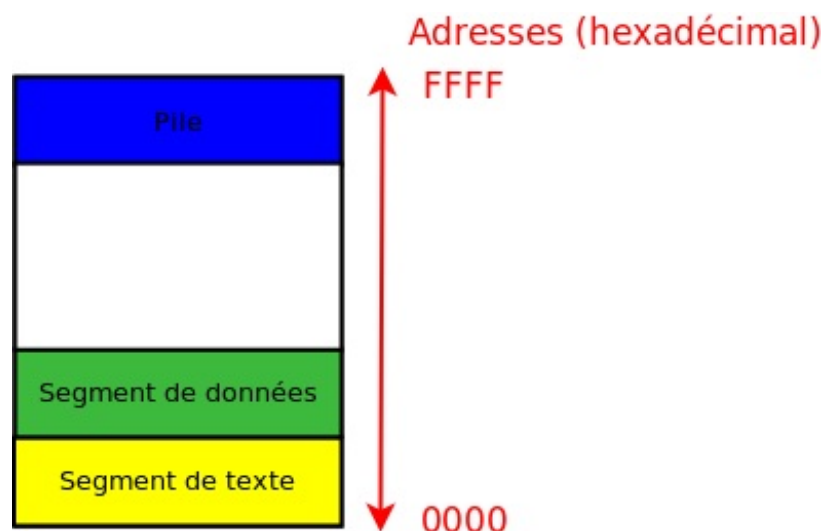 Adresses (hexadécimal)
FFFF
Pile
Segment de données
Segment de texte
0000